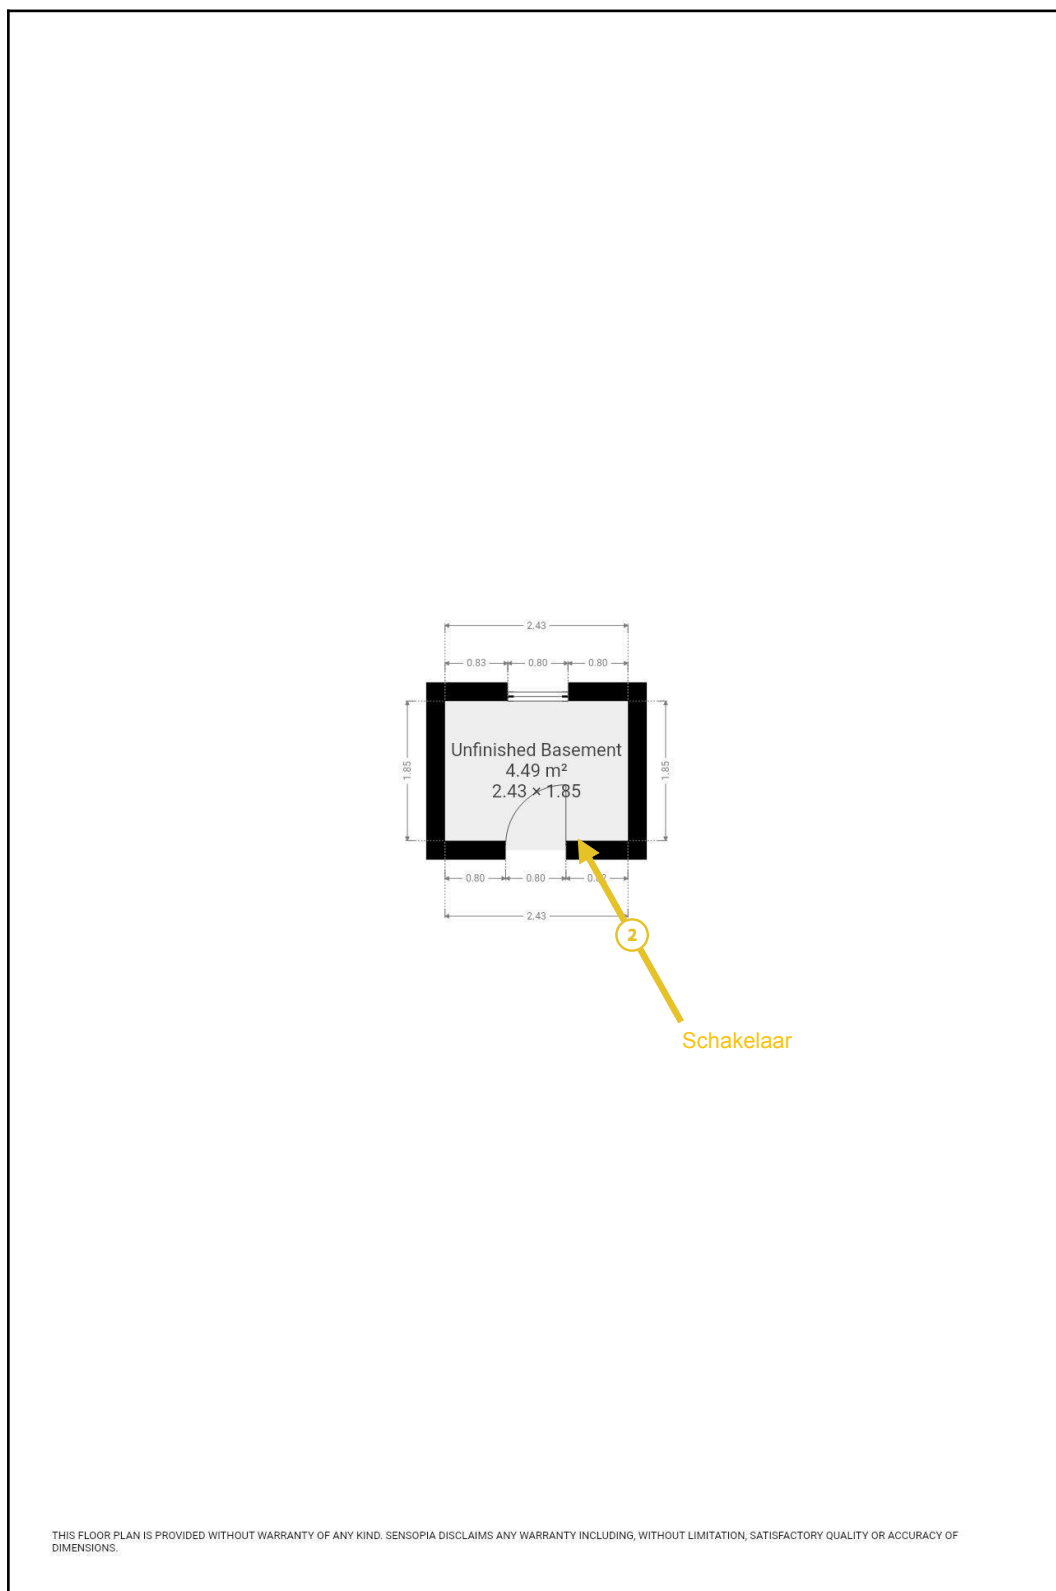 2.43
0.83 0.80 0.80
Unfinished Basement
4.49 m²
2.43 × 1.85
1.85
1.85
0.80 0.80
2.43
2
Schakelaar
THIS FLOOR PLAN IS PROVIDED WITHOUT WARRANTY OF ANY KIND. SENSOPIA DISCLAIMS ANY WARRANTY INCLUDING, WITHOUT LIMITATION, SATISFACTORY QUALITY OR ACCURACY OF
DIMENSIONS.